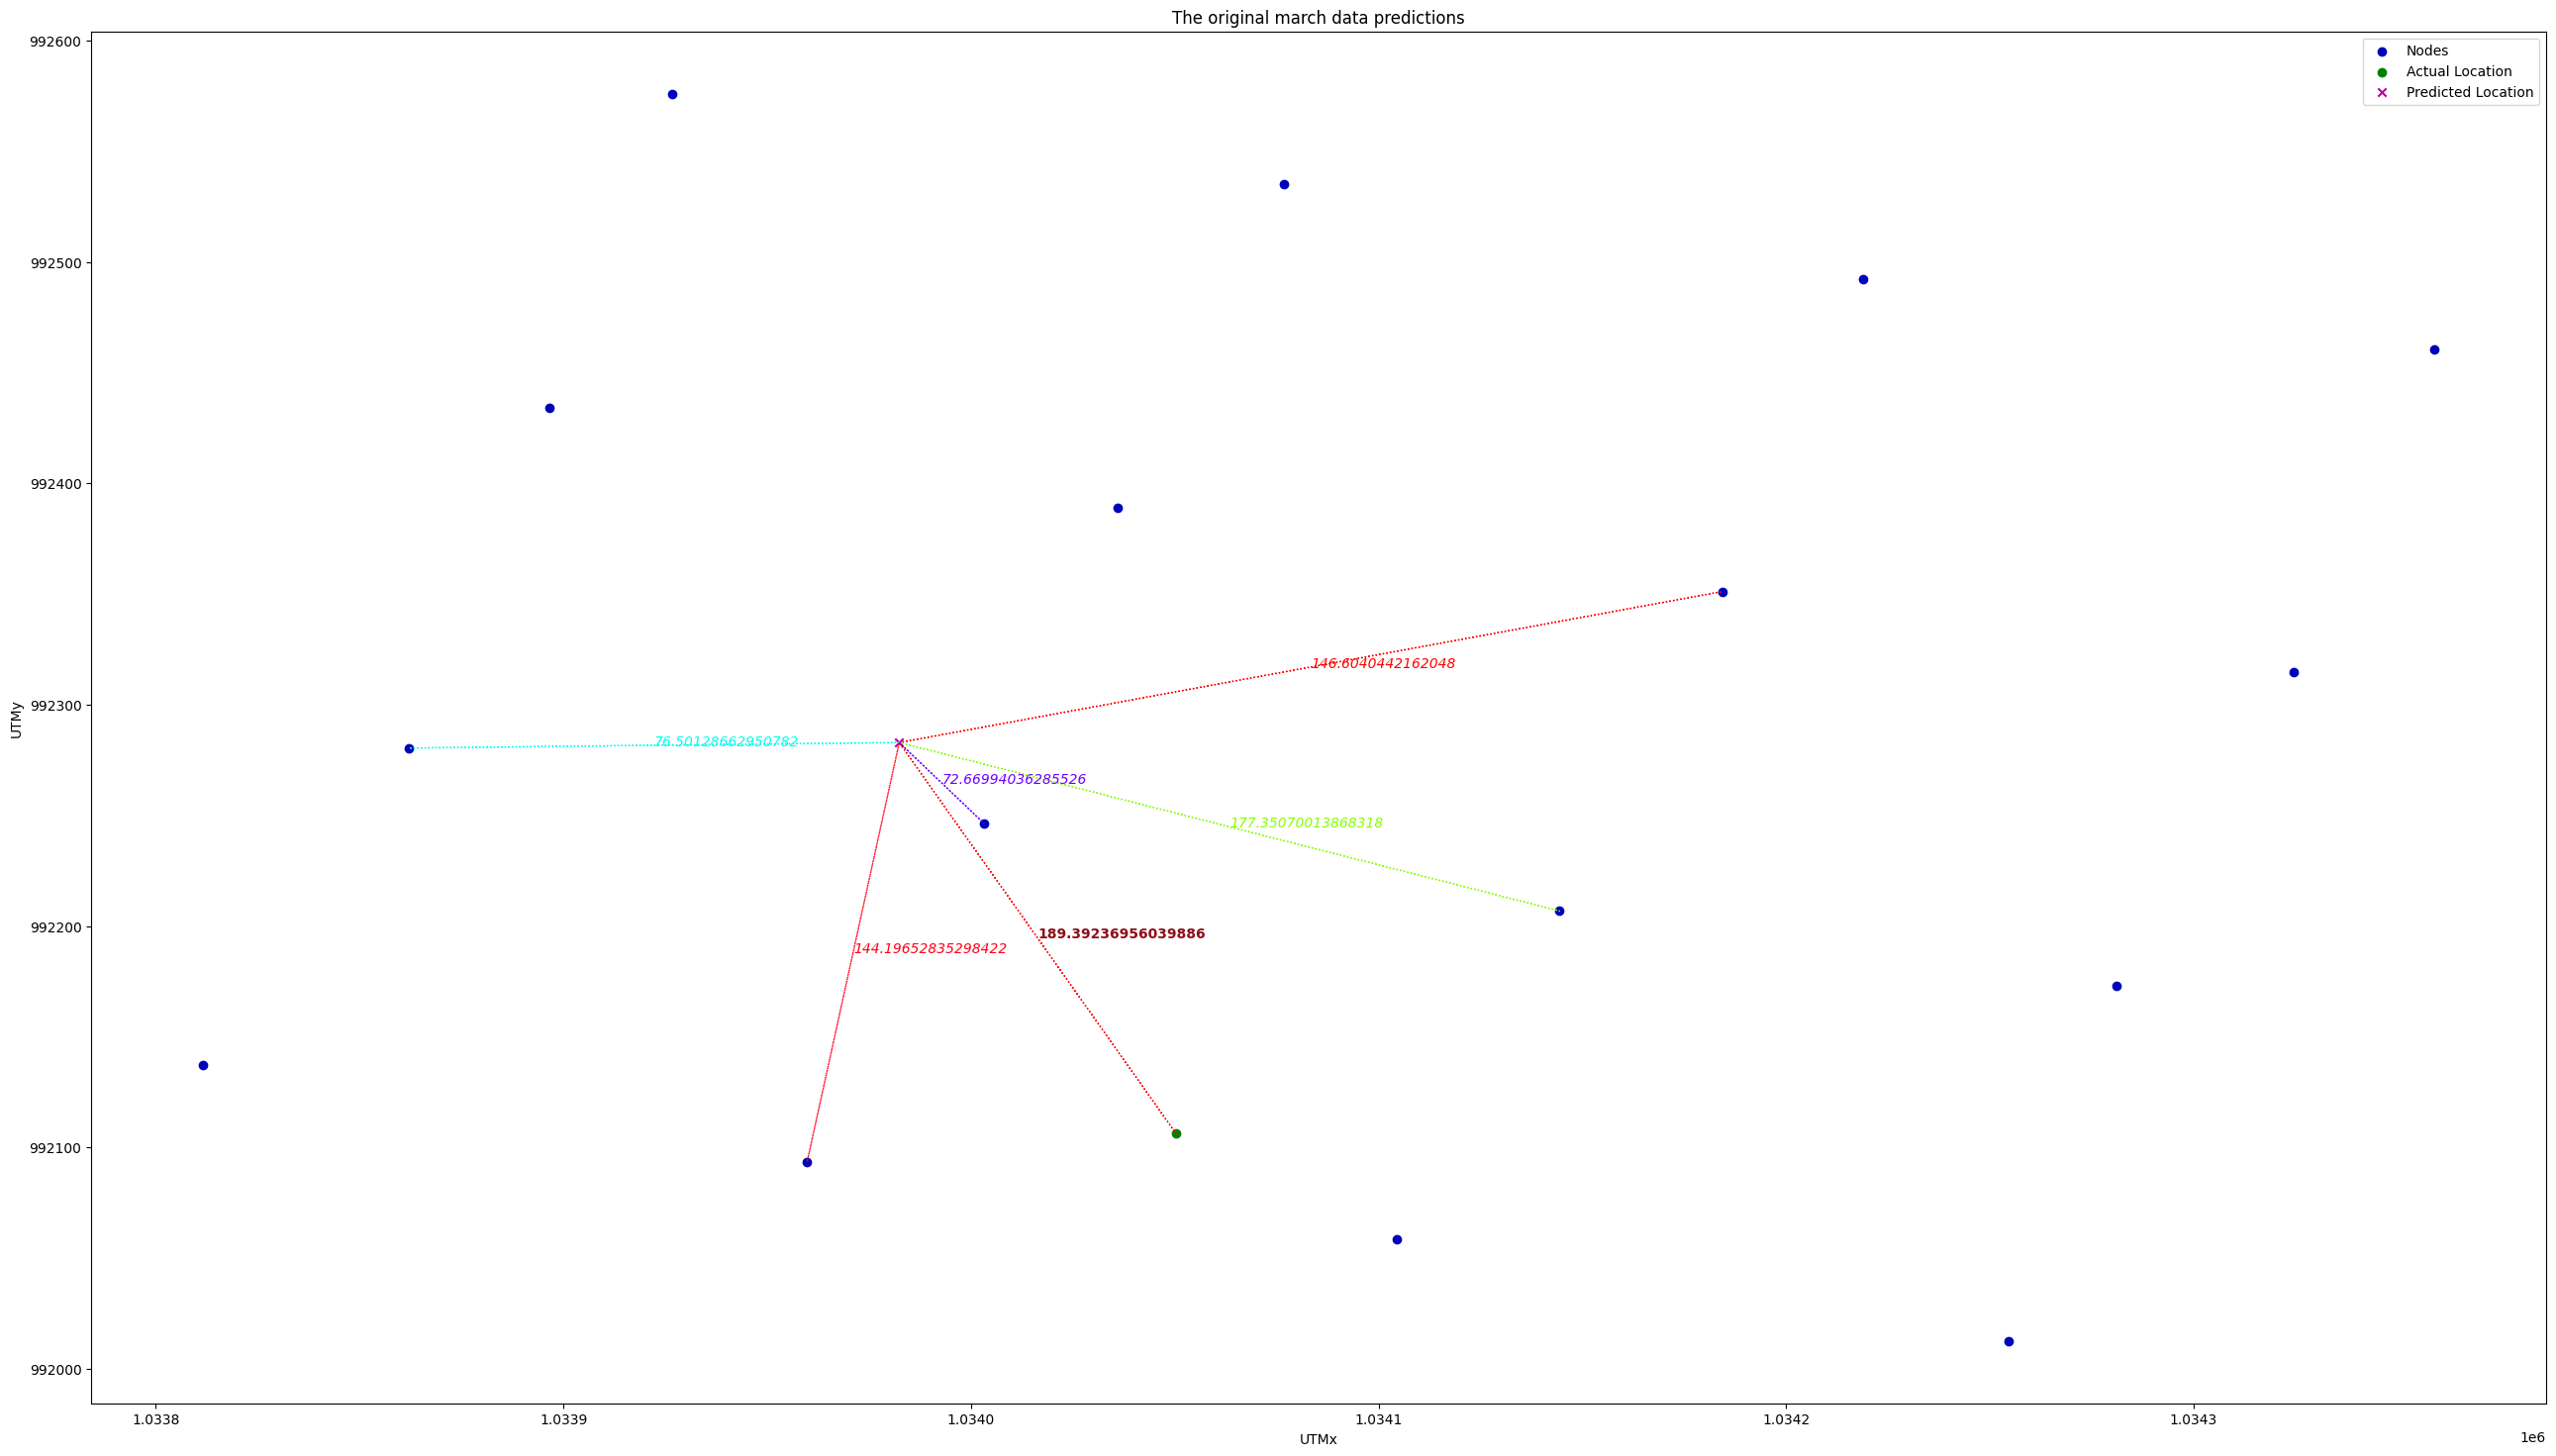 The original march data predictions
992600
992500
992400
992300
992200
992100
992000
UTMy
Nodes
Actual Location
Predicted Location
146.6040442162048
76.50128662950782
72.66994036285526
177.35070013868318
189.39236956039886
144.19652835298422
1.0338 1.0339 1.0340 1.0341 1.0342 1.0343
UTMx
1e6